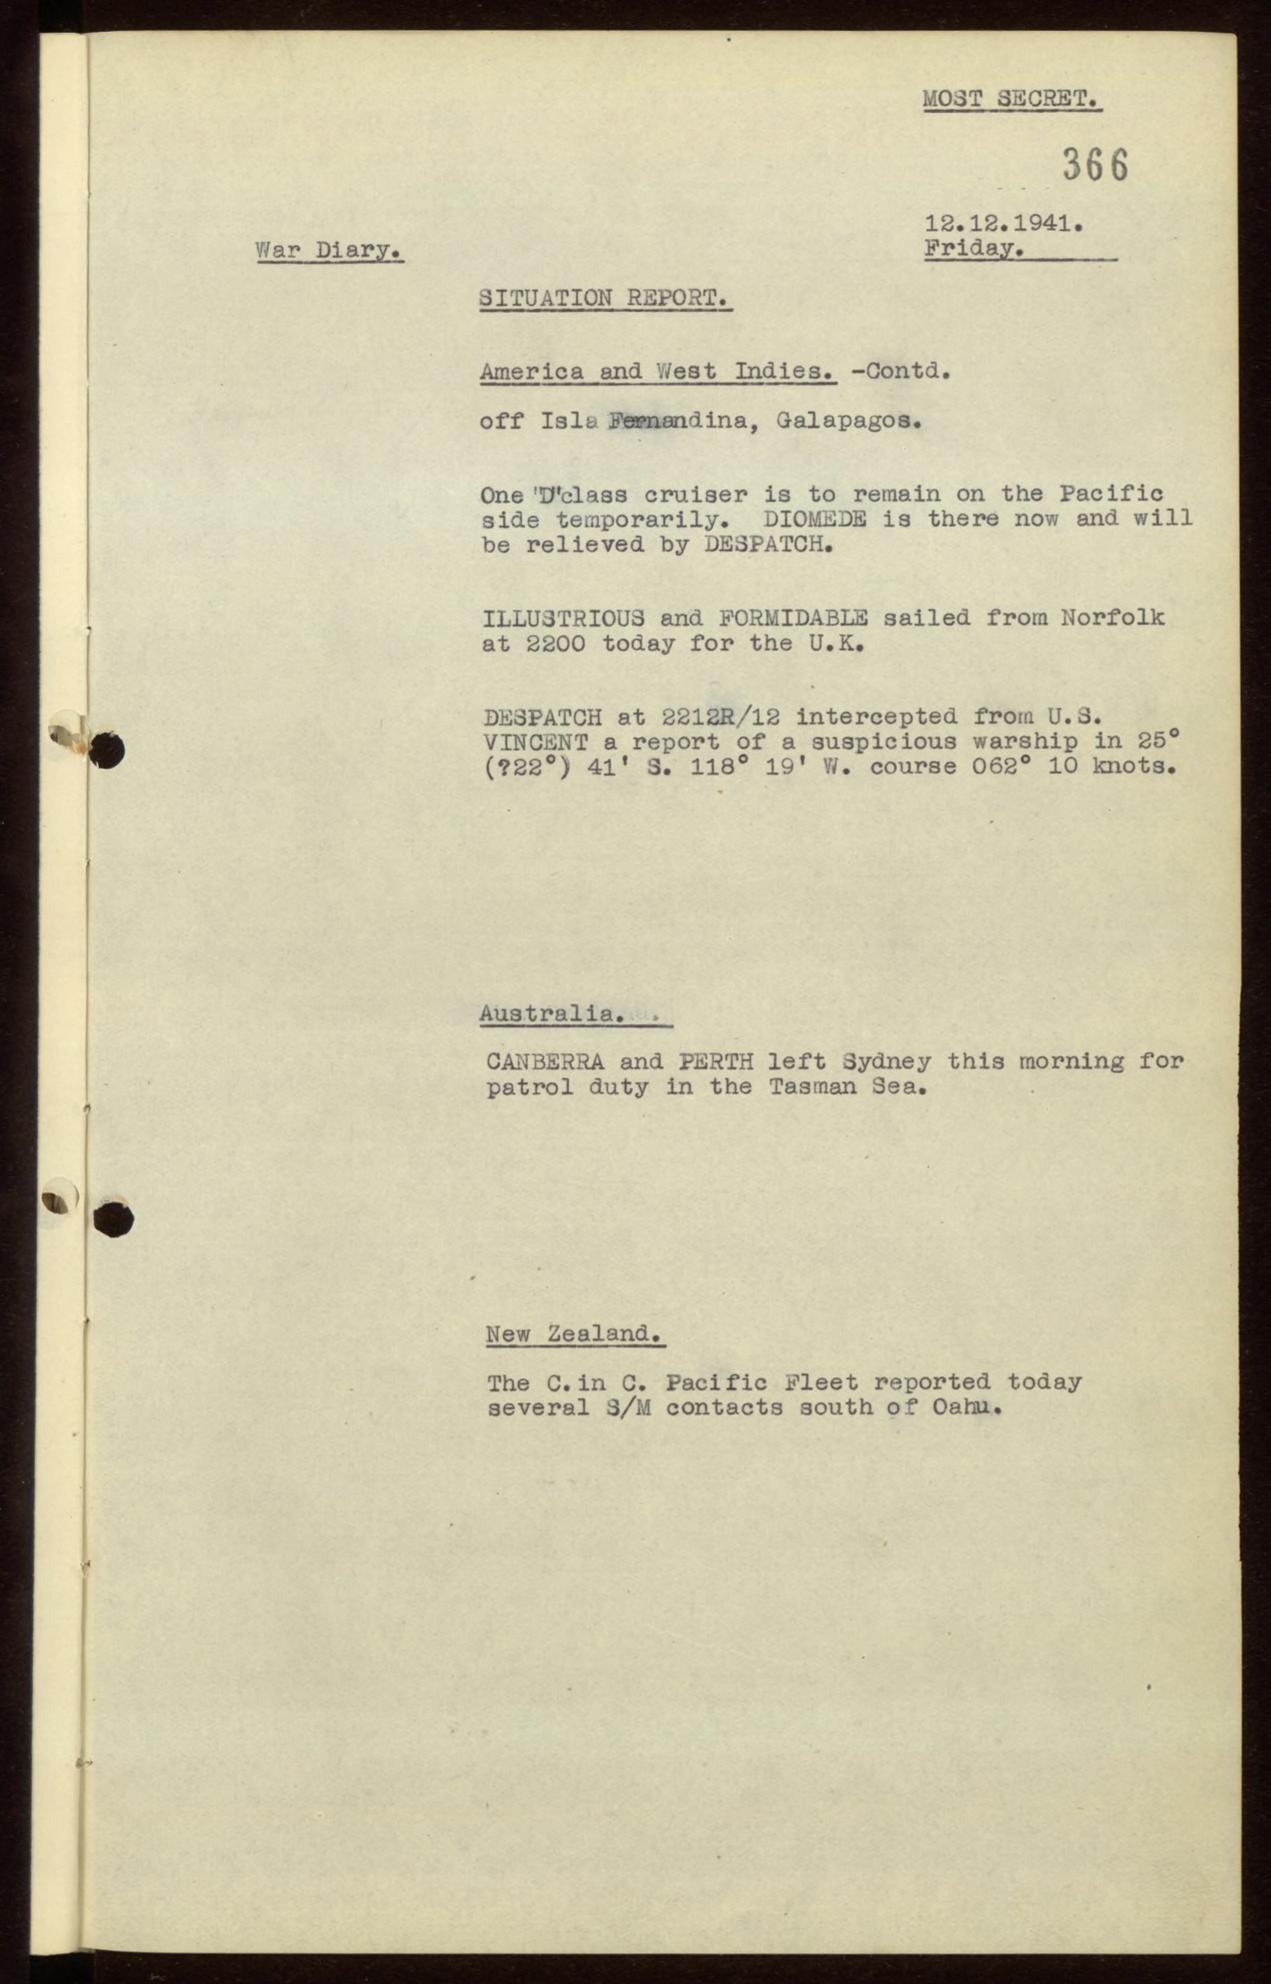 MOST SECRET.
366
12.12.1941.
Friday.
War Diary.
SITUATION REPORT.
America and West Indies. -Contd.
off Isla Fernandina, Galapagos.
One 'D'class cruiser is to remain on the Pacific
side temporarily. DIOMEDE is there now and will
be relieved by DESPATCH.
ILLUSTRIOUS and FORMIDABLE sailed from Norfolk
at 2200 today for the U.K.
DESPATCH at 2212R/12 intercepted from U.S.
VINCENT a report of a suspicious warship in 25°
(?22°) 41' S. 118° 19' W. course 062° 10 knots.
Australia.
CANBERRA and PERTH left Sydney this morning for
patrol duty in the Tasman Sea.
New Zealand.
The C.in C. Pacific Fleet reported today
several S/M contacts south of Oahu.